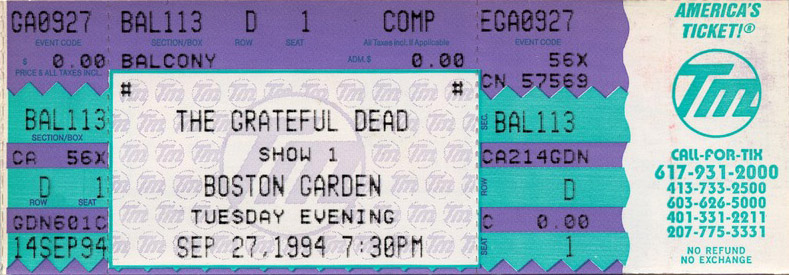 GA0927 BAL113 D 1 COMP EGA0927
EVENT CODE SECTION/BOX ROW SEAT All Taxes Incl. If Applicable EVENT CODE
$ 0.00 BALCONY ADM.$ 0.00 56X
PRICE & ALL TAXES INCL. CN 57569
# #
BAL113
SECTION/BOX
CA 56X
D 1
ROW SEAT
GDN601C
14SEP94
THE GRATEFUL DEAD
SHOW 1
BOSTON GARDEN
TUESDAY EVENING
SEP 27,1994 7:30PM
SEC. BAL113
CA214GDN
ROW D
C 0.00
SEAT 1
AMERICA'S
TICKET!®
Tm
CALL-FOR-TIX
617-931-2000
413-733-2500
603-626-5000
401-331-2211
207-775-3331
NO REFUND
NO EXCHANGE